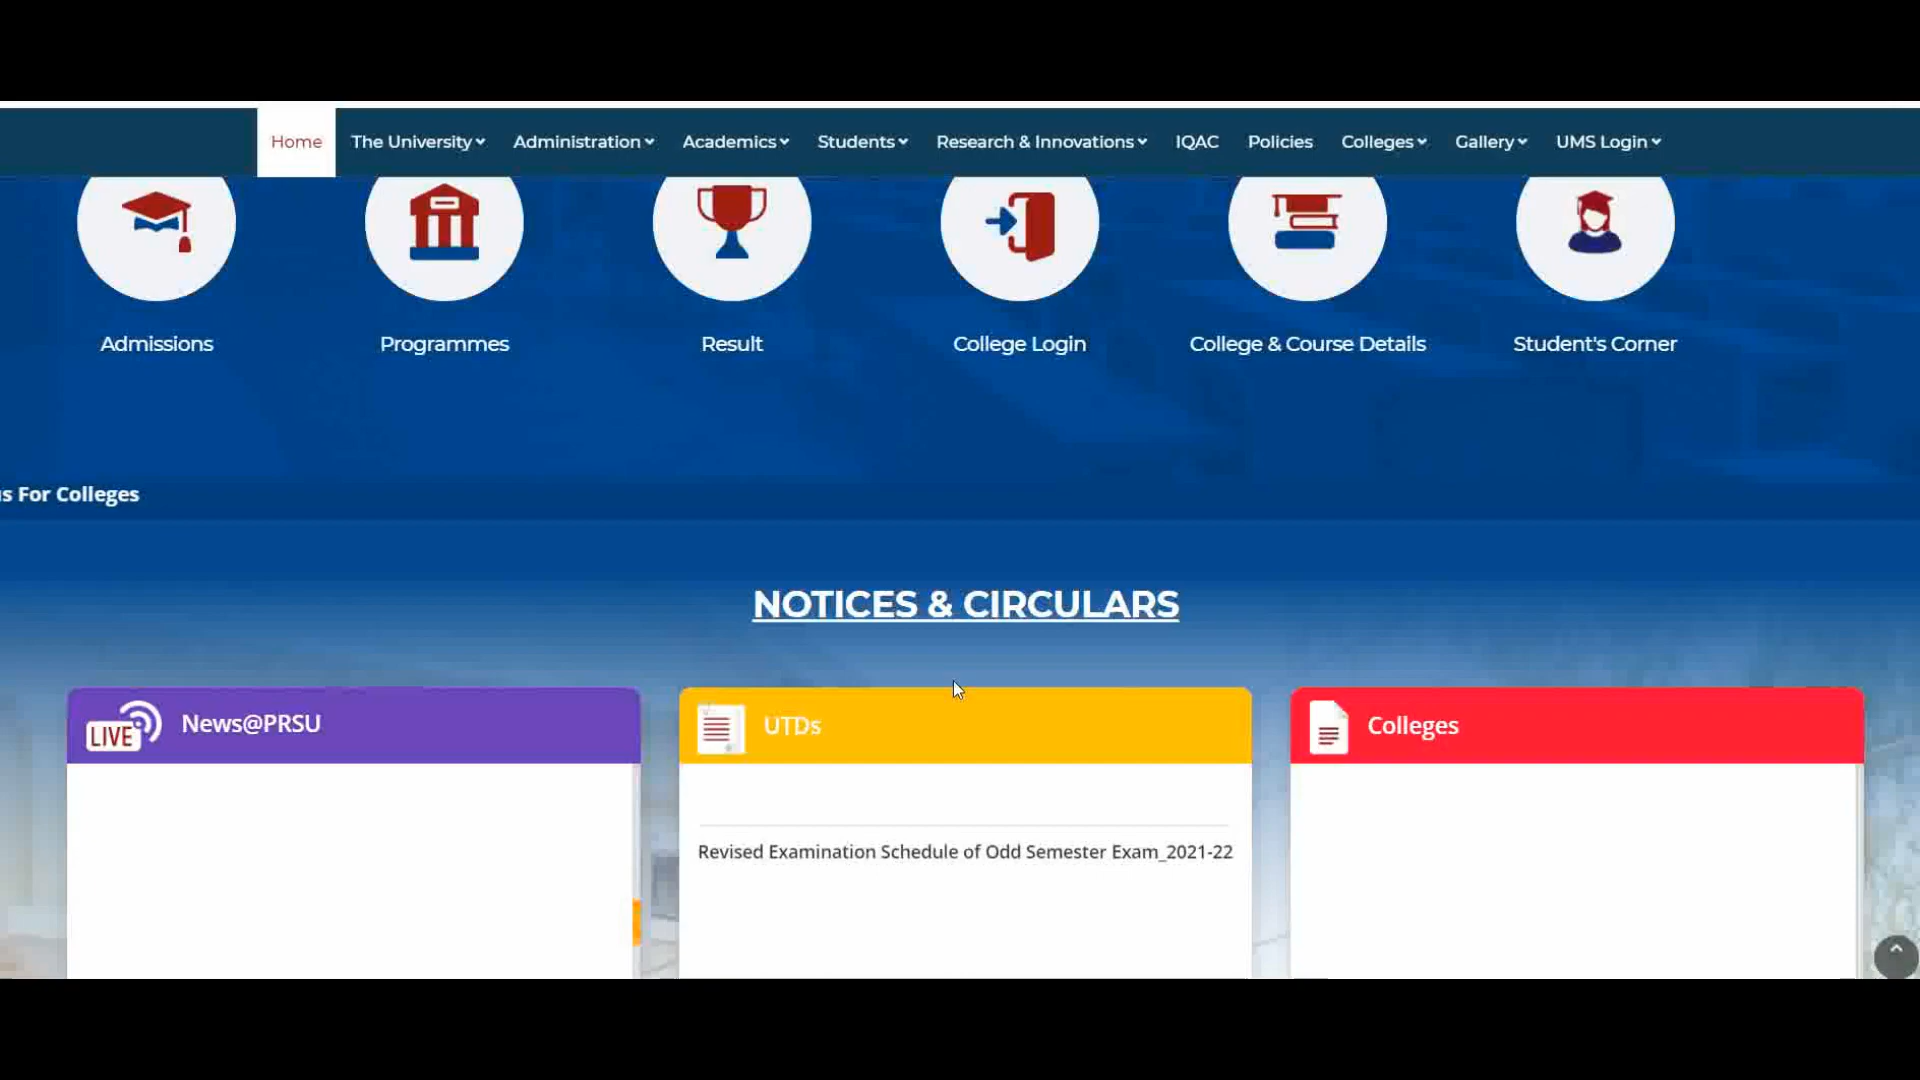 Home The University Administration Academics Students Research & Innovations IQAC Policies Colleges Gallery UMS Login
Admissions Programmes Result College Login College & Course Details Student's Corner
For Colleges
NOTICES & CIRCULARS
LIVE News@PRSU
UTDs
Colleges
Revised Examination Schedule of Odd Semester Exam_2021-22